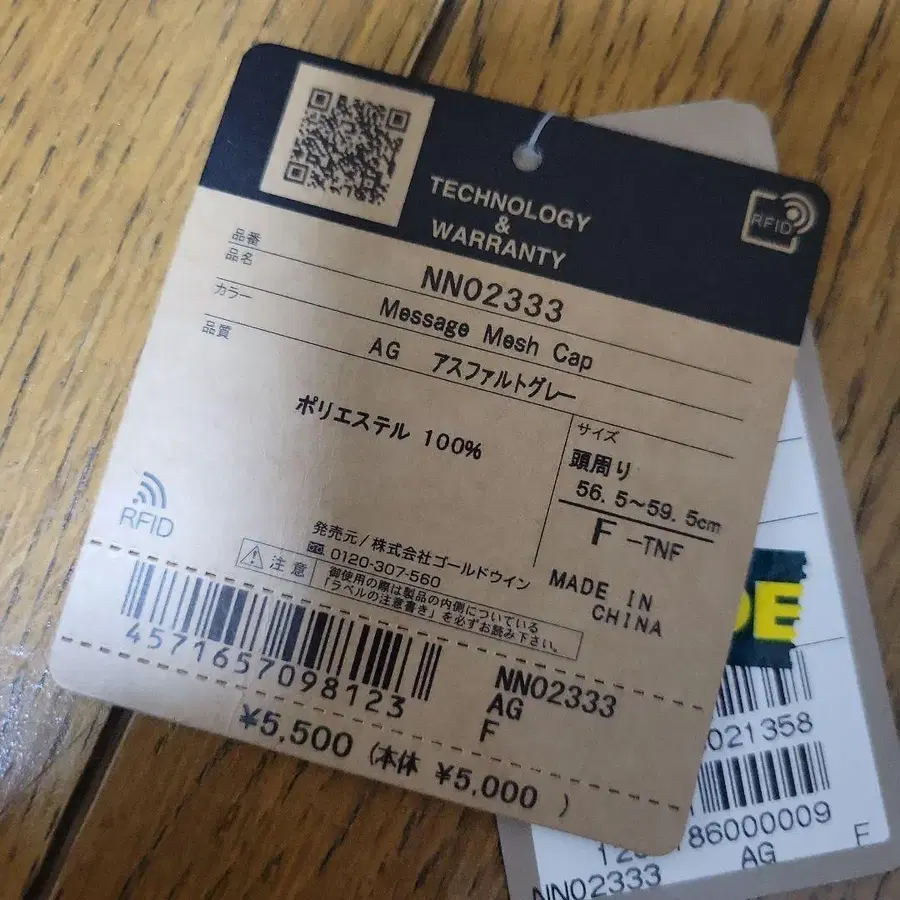 TECHNOLOGY
&
WARRANTY
RFID
品番
NN02333
品名
Message Mesh Cap
カラー
AG アスファルトグレー
品質
ポリエステル 100%
サイズ
頭周り
56.5~59.5cm
F -TNF
RFID
発売元/株式会社ゴールドウイン
0120-307-560
注意
御使用の際は製品の内側についている
「ラベルの注意書き」を必ずお読み下さい。
MADE IN
CHINA
4571657098123
NN02333
AG
F
¥5,500 (本体 ¥5,000 )
DE
021358
86000009
NN02333
AG
F